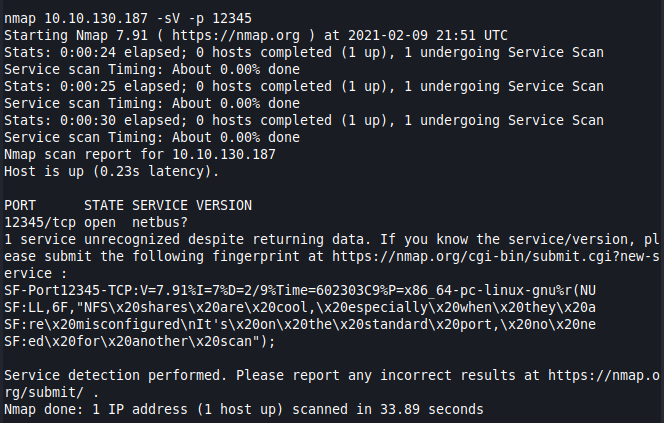 nmap 10.10.130.187 -sV -p 12345
Starting Nmap 7.91 ( https://nmap.org ) at 2021-02-09 21:51 UTC
Stats: 0:00:24 elapsed; 0 hosts completed (1 up), 1 undergoing Service Scan
Service scan Timing: About 0.00% done
Stats: 0:00:25 elapsed; 0 hosts completed (1 up), 1 undergoing Service Scan
Service scan Timing: About 0.00% done
Stats: 0:00:30 elapsed; 0 hosts completed (1 up), 1 undergoing Service Scan
Service scan Timing: About 0.00% done
Nmap scan report for 10.10.130.187
Host is up (0.23s latency).

PORT      STATE SERVICE VERSION
12345/tcp open  netbus?
1 service unrecognized despite returning data. If you know the service/version, pl
ease submit the following fingerprint at https://nmap.org/cgi-bin/submit.cgi?new-s
ervice :
SF-Port12345-TCP:V=7.91%I=7%D=2/9%Time=602303C9%P=x86_64-pc-linux-gnu%r(NU
SF:LL,6F,"NFS\x20shares\x20are\x20cool,\x20especially\x20when\x20they\x20a
SF:re\x20misconfigured\nIt's\x20on\x20the\x20standard\x20port,\x20no\x20ne
SF:ed\x20for\x20another\x20scan");

Service detection performed. Please report any incorrect results at https://nmap.o
rg/submit/ .
Nmap done: 1 IP address (1 host up) scanned in 33.89 seconds